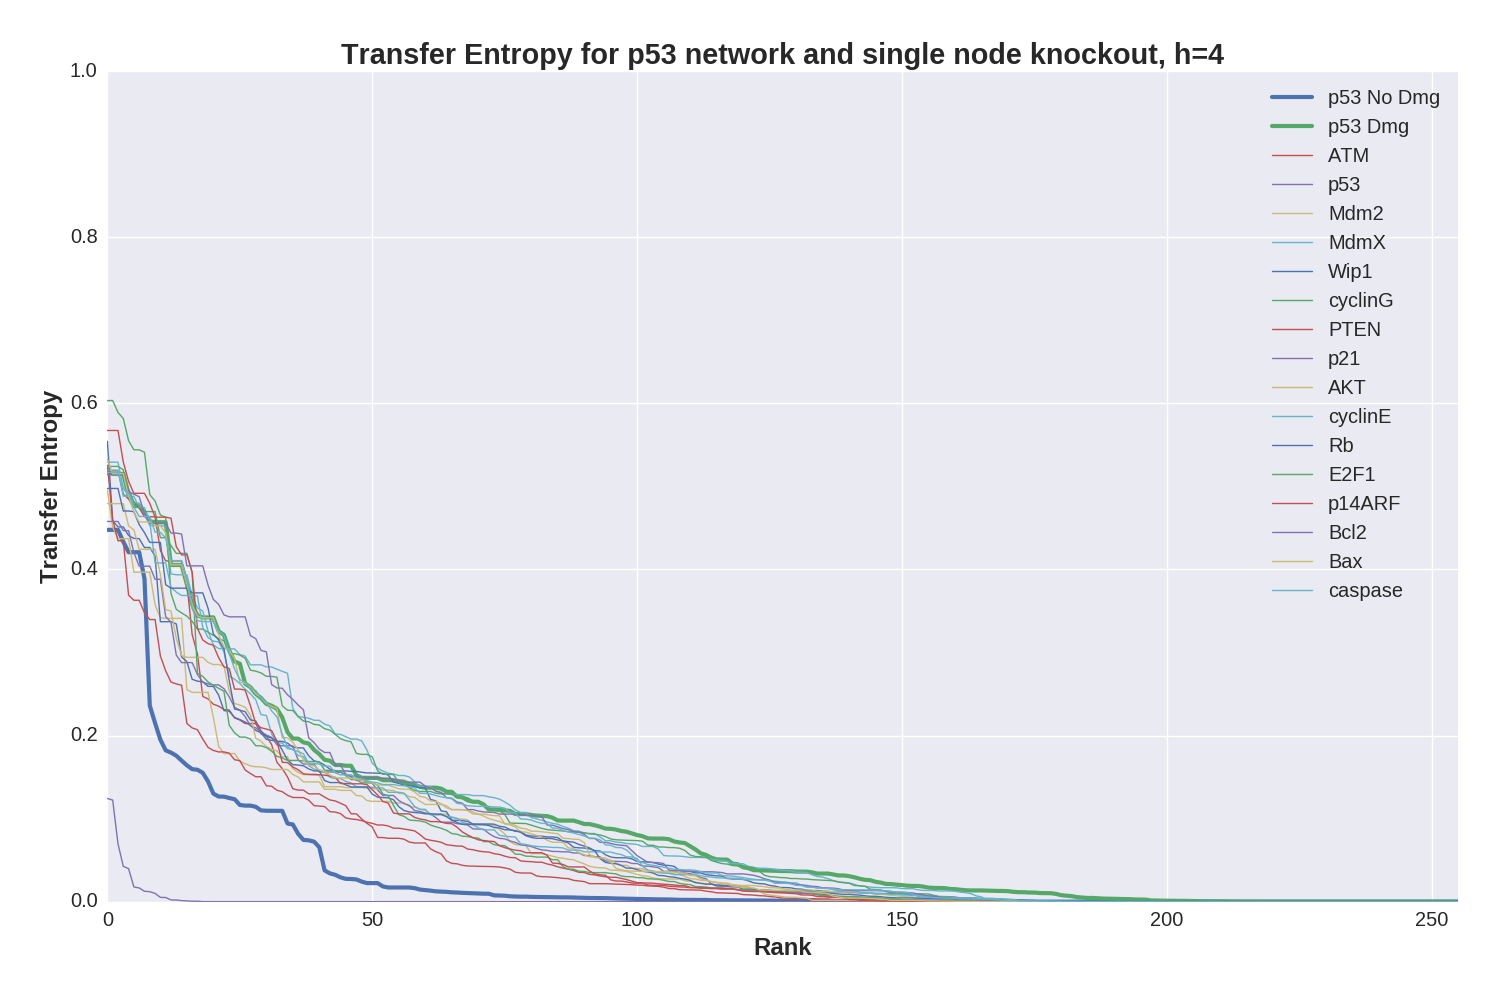 Transfer Entropy for p53 network and single node knockout, h=4
1.0
0.8
0.6
0.4
0.2
0.0
Transfer Entropy
0 50 100 150 200 250
Rank
p53 No Dmg
p53 Dmg
ATM
p53
Mdm2
MdmX
Wip1
cyclinG
PTEN
p21
AKT
cyclinE
Rb
E2F1
p14ARF
Bcl2
Bax
caspase